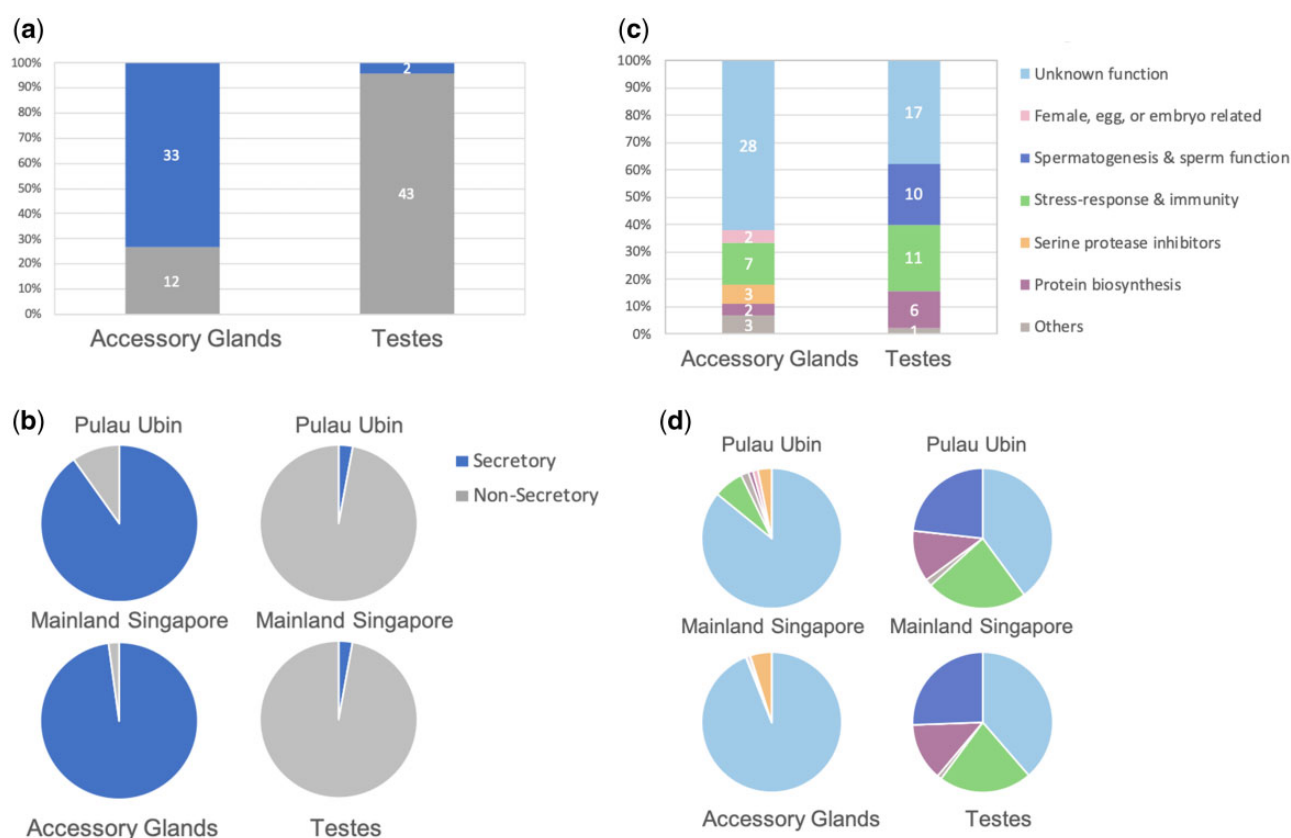 (a)
100%
90%
80%
70%
60%
50%
40%
30%
20%
10%
0%
33
12
2
43
Accessory Glands
Testes
(c)
100%
90%
80%
70%
60%
50%
40%
30%
20%
10%
0%
28
2
7
3
2
3
17
10
11
6
1
Accessory Glands
Testes
Unknown function
Female, egg, or embryo related
Spermatogenesis & sperm function
Stress-response & immunity
Serine protease inhibitors
Protein biosynthesis
Others
(b)
Pulau Ubin
Pulau Ubin
Secretory
Non-Secretory
Mainland Singapore
Mainland Singapore
Accessory Glands
Testes
(d)
Pulau Ubin
Pulau Ubin
Mainland Singapore
Mainland Singapore
Accessory Glands
Testes